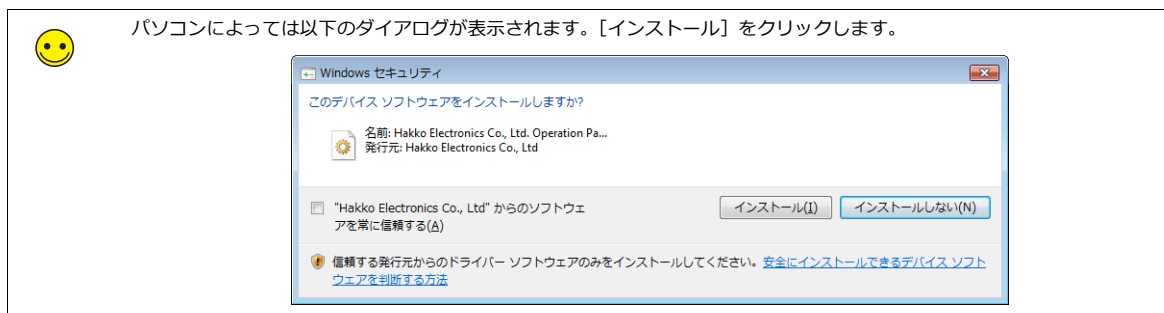 パソコンによっては以下のダイアログが表示されます。［インストール］をクリックします。
Windows セキュリティ
このデバイス ソフトウェアをインストールしますか?
名前: Hakko Electronics Co., Ltd. Operation Pa...
発行元: Hakko Electronics Co., Ltd
"Hakko Electronics Co., Ltd" からのソフトウェ
アを常に信頼する(A)
インストール(I)
インストールしない(N)
信頼する発行元からのドライバー ソフトウェアのみをインストールしてください。安全にインストールできるデバイス ソフト
ウェアを判断する方法